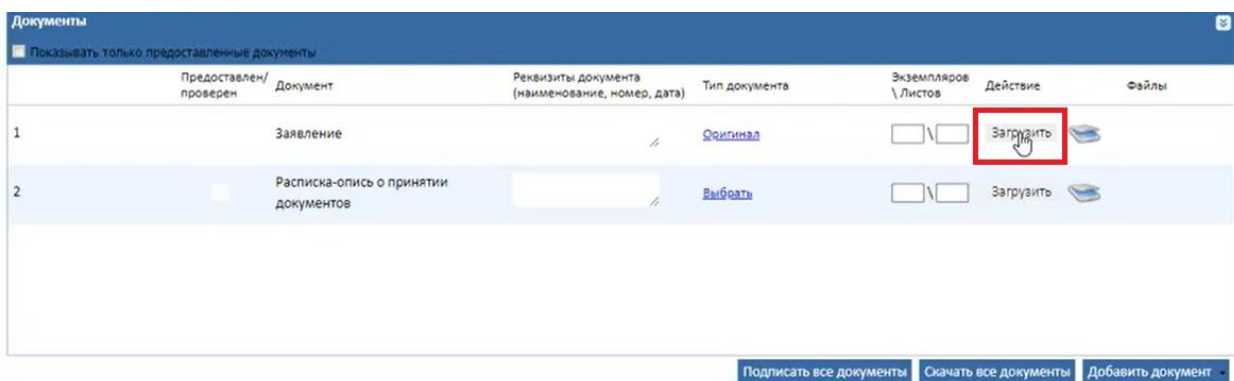 Документы
Показывать только предоставленные документы
Предоставлен/
проверен
Документ
Реквизиты документа
(наименование, номер, дата)
Тип документа
Экземпляров
\ Листов
Действие
Файлы
1 Заявление Оригинал \ Загрузить
2 Расписка-опись о принятии
документов
Выбрать \ Загрузить
Подписать все документы Скачать все документы Добавить документ